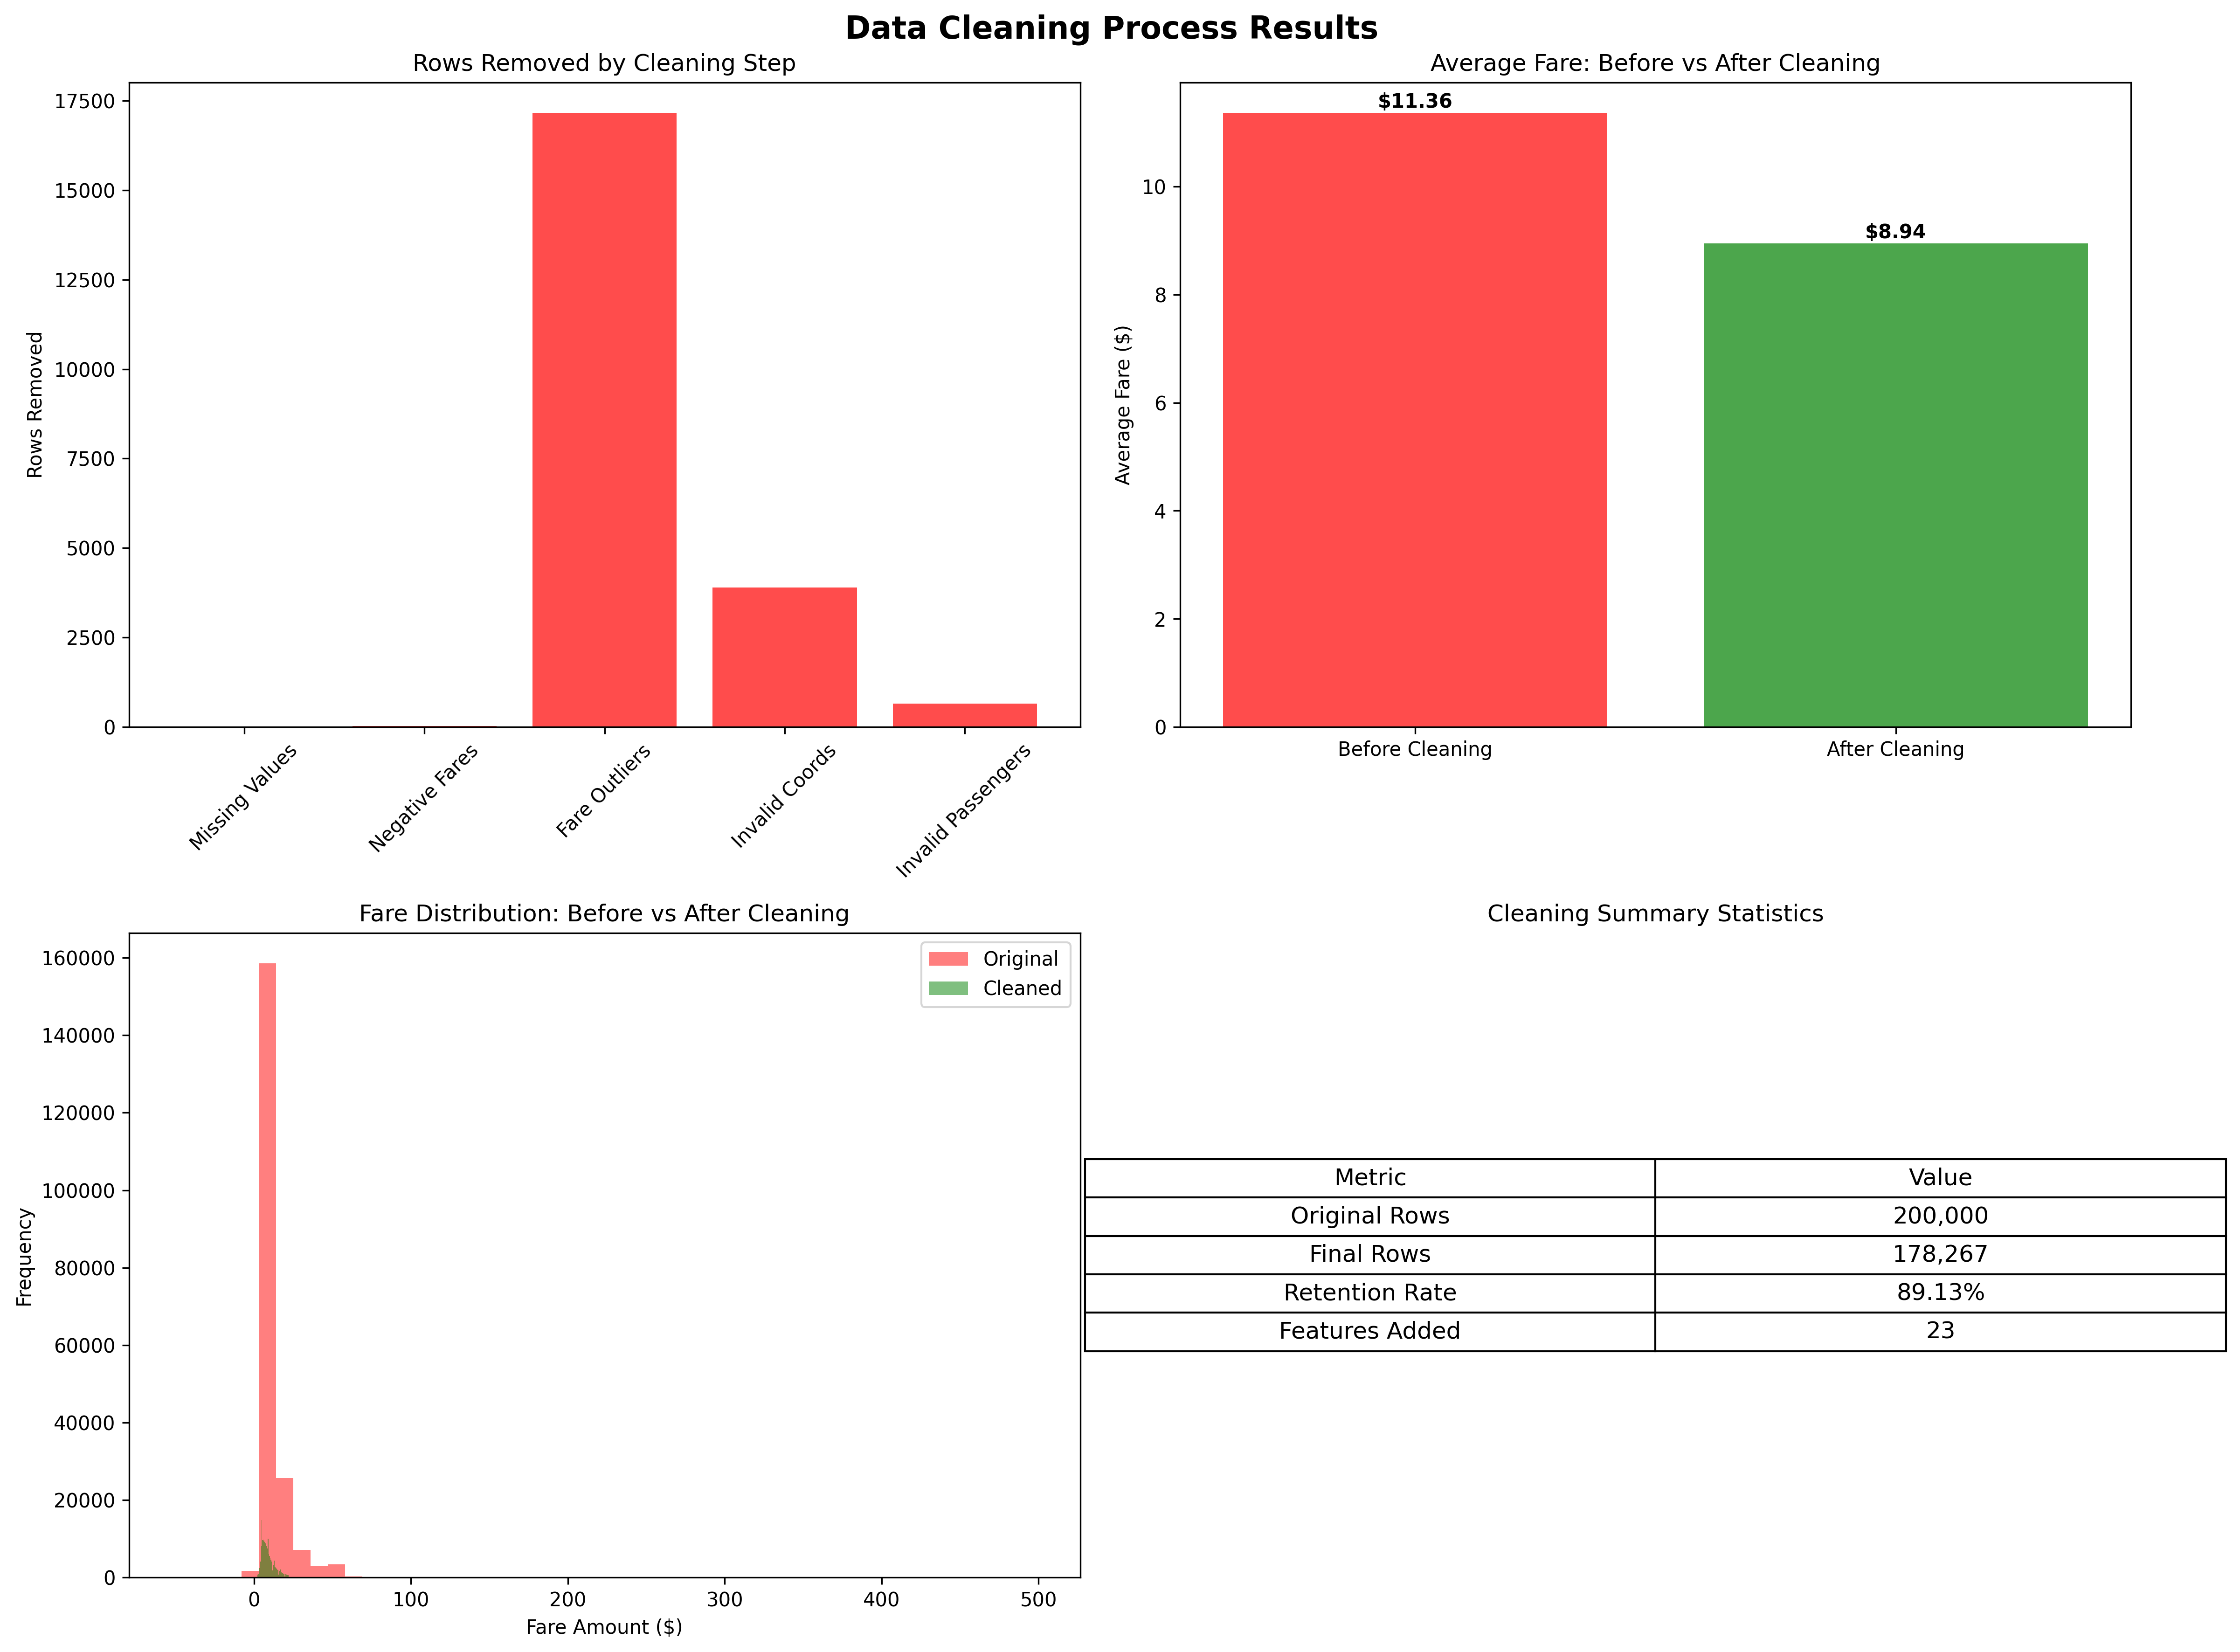 Data Cleaning Process Results
Rows Removed by Cleaning Step
Rows Removed
17500
15000
12500
10000
7500
5000
2500
0
Missing Values
Negative Fares
Fare Outliers
Invalid Coords
Invalid Passengers
Average Fare: Before vs After Cleaning
Average Fare ($)
10
8
6
4
2
0
$11.36
$8.94
Before Cleaning
After Cleaning
Fare Distribution: Before vs After Cleaning
Frequency
160000
140000
120000
100000
80000
60000
40000
20000
0
Original
Cleaned
0 100 200 300 400 500
Fare Amount ($)
Cleaning Summary Statistics
Metric Value
Original Rows 200,000
Final Rows 178,267
Retention Rate 89.13%
Features Added 23